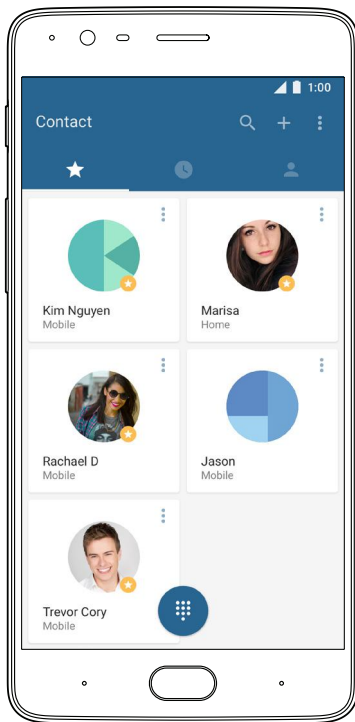 1:00
Contact
Kim Nguyen
Mobile
Marisa
Home
Rachael D
Mobile
Jason
Mobile
Trevor Cory
Mobile